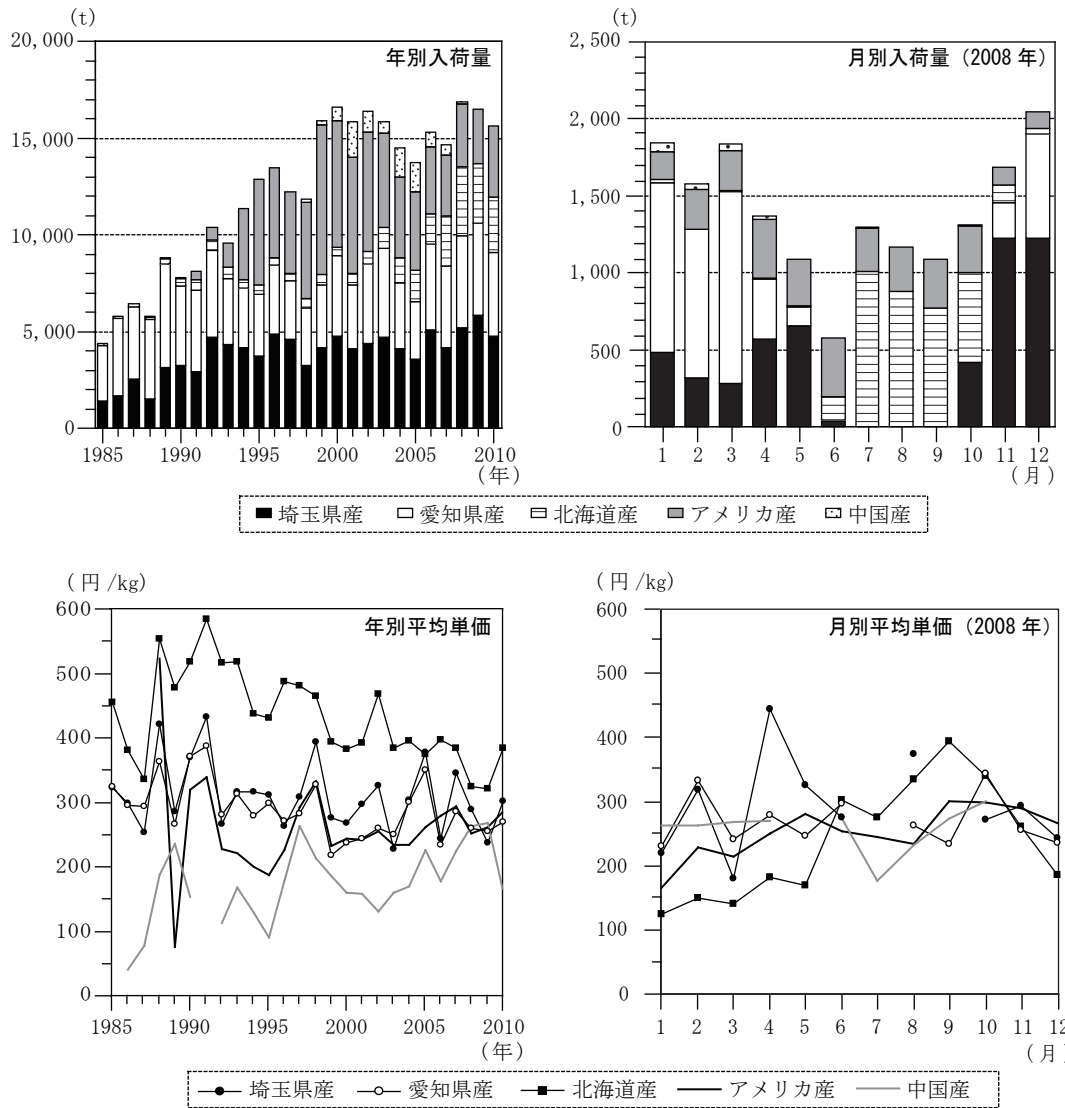 (t)
年別入荷量
20,000
15,000
10,000
5,000
0
1985 1990 1995 2000 2005 2010
(年)
(t)
月別入荷量 (2008 年)
2,500
2,000
1,500
1,000
500
0
1 2 3 4 5 6 7 8 9 10 11 12
(月)
埼玉県産 愛知県産 北海道産 アメリカ産 中国産
(円/kg)
年別平均単価
600
500
400
300
200
100
0
1985 1990 1995 2000 2005 2010
(年)
(円/kg)
月別平均単価 (2008 年)
600
500
400
300
200
100
0
1 2 3 4 5 6 7 8 9 10 11 12
(月)
埼玉県産 愛知県産 北海道産 アメリカ産 中国産